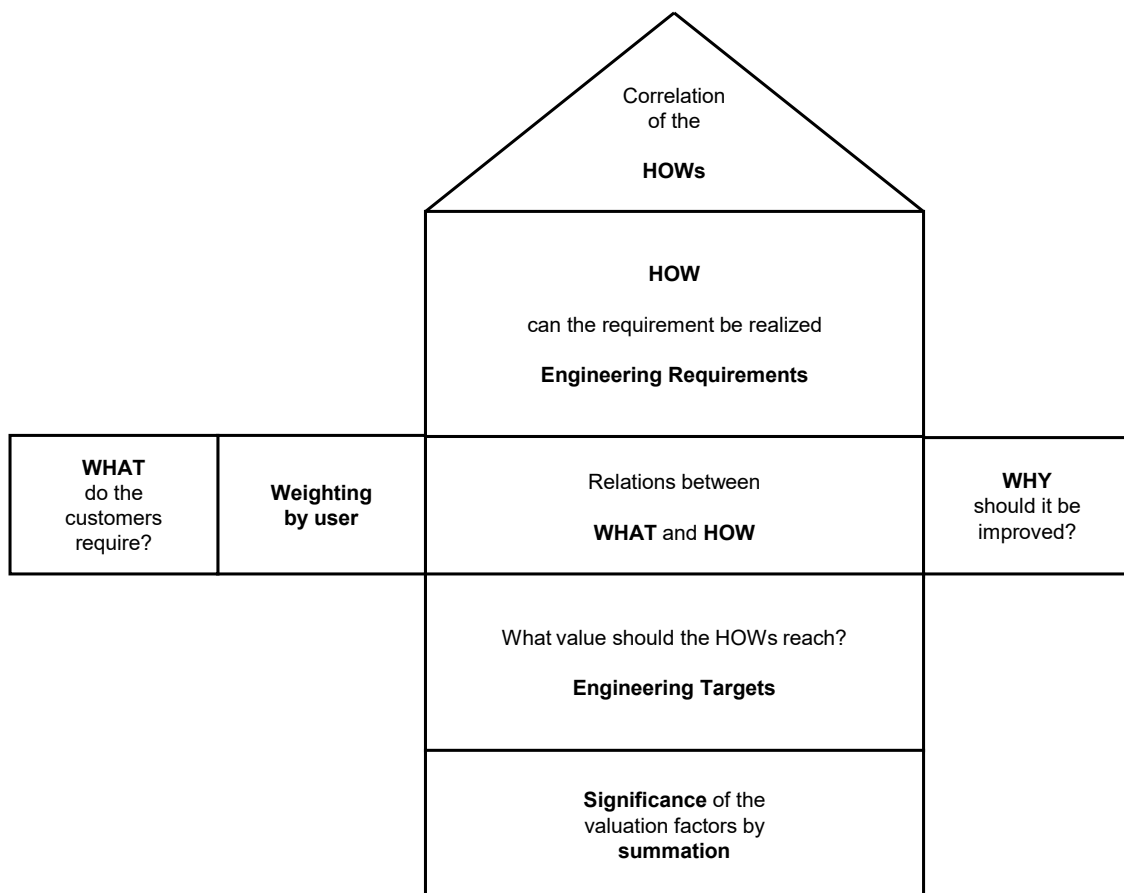 Correlation
of the
HOWs
HOW
can the requirement be realized
Engineering Requirements
WHAT
do the
customers
require?
Weighting
by user
Relations between
WHAT and HOW
WHY
should it be
improved?
What value should the HOWs reach?
Engineering Targets
Significance of the
valuation factors by
summation